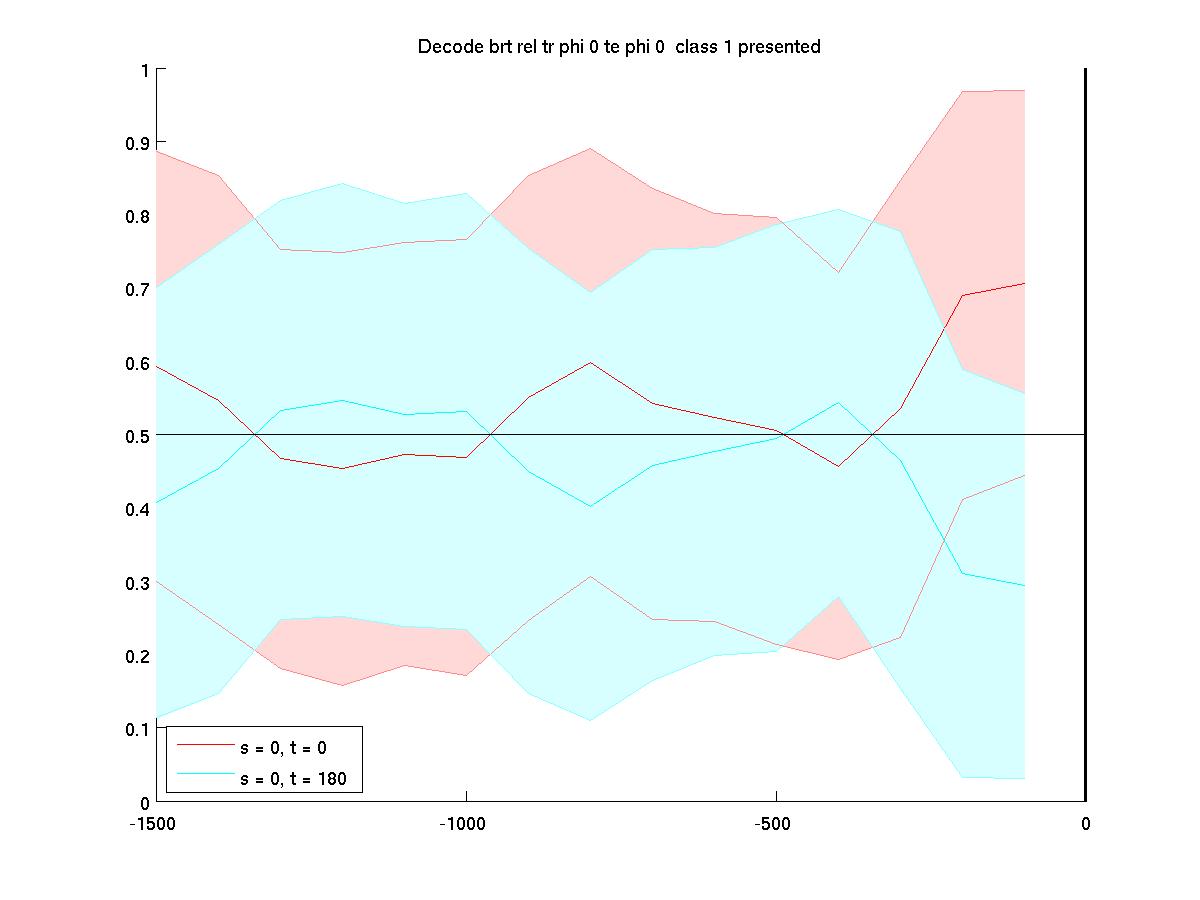 Decode brt rel tr phi 0 te phi 0 class 1 presented
1
0.9
0.8
0.7
0.6
0.5
0.4
0.3
0.2
0.1
0
s = 0, t = 0
s = 0, t = 180
-1500 -1000 -500 0